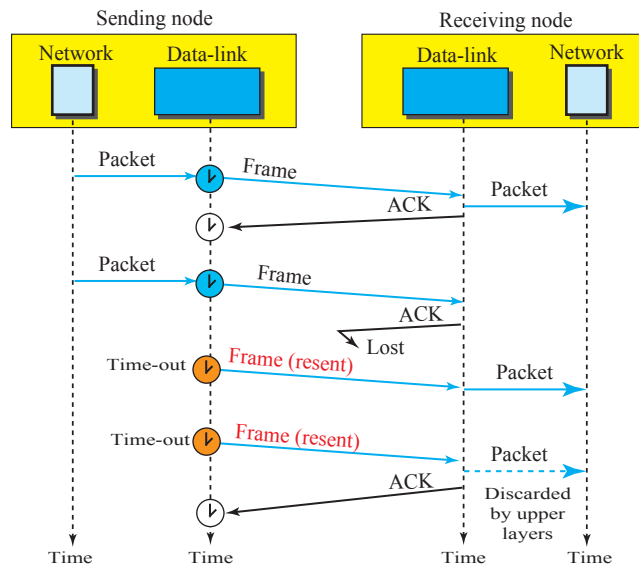 Sending node
Receiving node
Network
Data-link
Data-link
Network
Packet
Frame
Packet
ACK
Packet
Frame
ACK
Lost
Time-out
Frame (resent)
Packet
Time-out
Frame (resent)
Packet
ACK
Discarded
by upper
layers
Time
Time
Time
Time